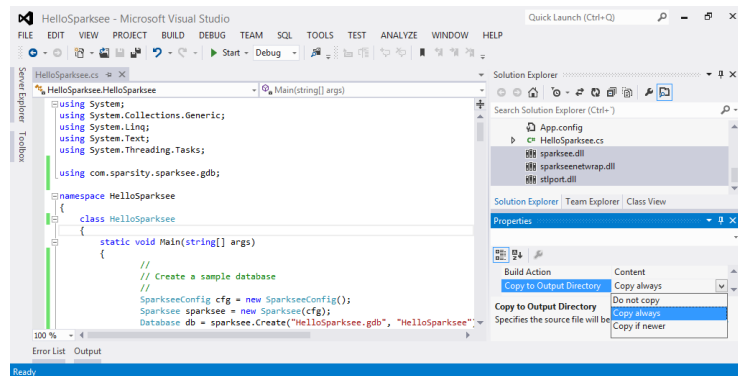 HelloSparksee - Microsoft Visual Studio
Quick Launch (Ctrl+Q)
FILE EDIT VIEW PROJECT BUILD DEBUG TEAM SQL TOOLS TEST ANALYZE WINDOW HELP
Start - Debug
Server Explorer
Toolbox
HelloSparksee.cs
HelloSparksee.HelloSparksee
Main(string[] args)
using System;
using System.Collections.Generic;
using System.Linq;
using System.Text;
using System.Threading.Tasks;
using com.sparsity.sparksee.gdb;
namespace HelloSparksee
{
class HelloSparksee
{
static void Main(string[] args)
{
//
// Create a sample database
//
SparkseeConfig cfg = new SparkseeConfig();
Sparksee sparksee = new Sparksee(cfg);
Database db = sparksee.Create("HelloSparksee.gdb", "HelloSparksee"
100 %
Error List Output
Ready
Solution Explorer
Search Solution Explorer (Ctrl+¨)
App.config
C# HelloSparksee.cs
sparksee.dll
sparkseenetwrap.dll
stlport.dll
Solution Explorer Team Explorer Class View
Properties
Build Action Content
Copy to Output Directory Copy always
Do not copy
Copy always
Copy if newer
Copy to Output Directory
Specifies the source file will be